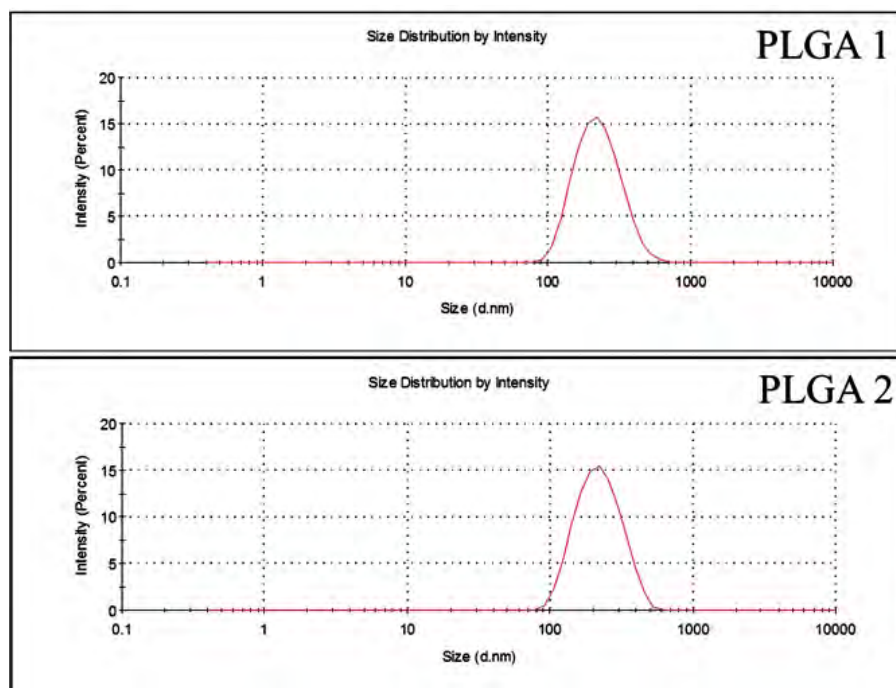 Size Distribution by Intensity
PLGA 1
20
15
10
5
0
Intensity (Percent)
0.1 1 10 100 1000 10000
Size (d.nm)
Size Distribution by Intensity
PLGA 2
20
15
10
5
0
Intensity (Percent)
0.1 1 10 100 1000 10000
Size (d.nm)